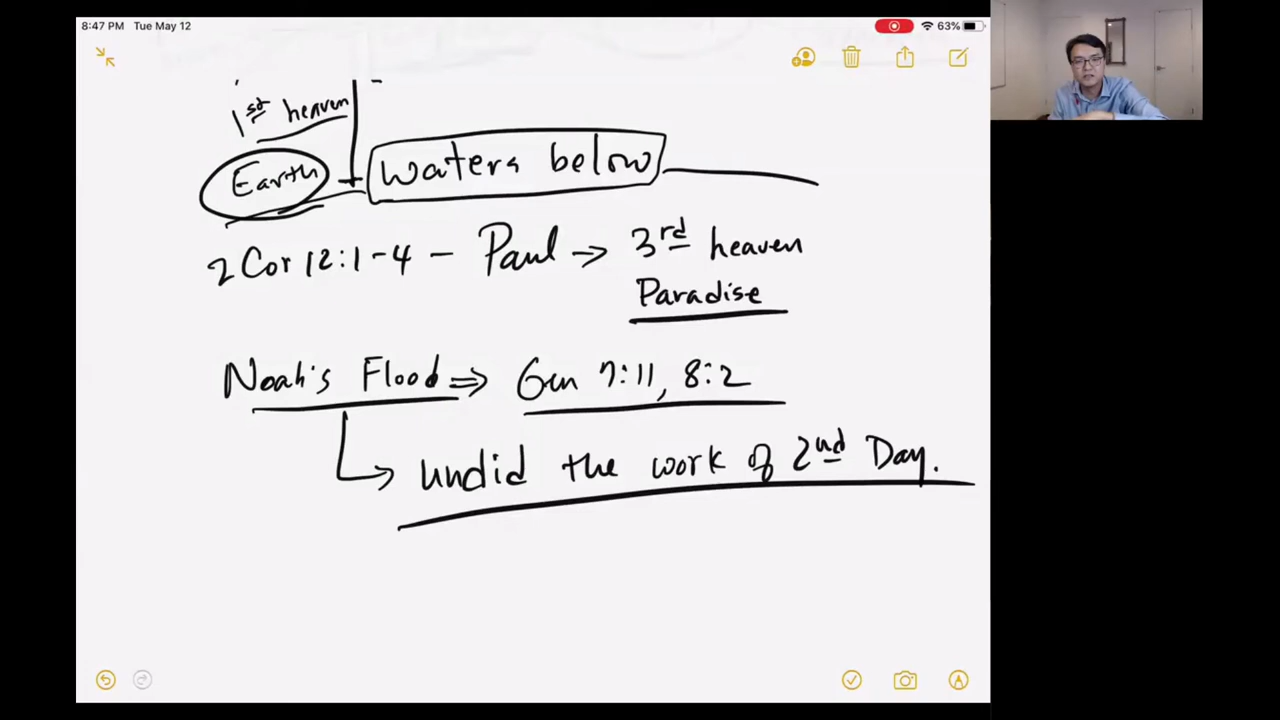 8:47 PM Tue May 12 63%
1st heaven
Earth waters below
2 Cor 12:1-4 - Paul → 3rd heaven
Paradise
Noah's Flood ⇒ Gen 7:11, 8:2
undid the work of 2nd Day.